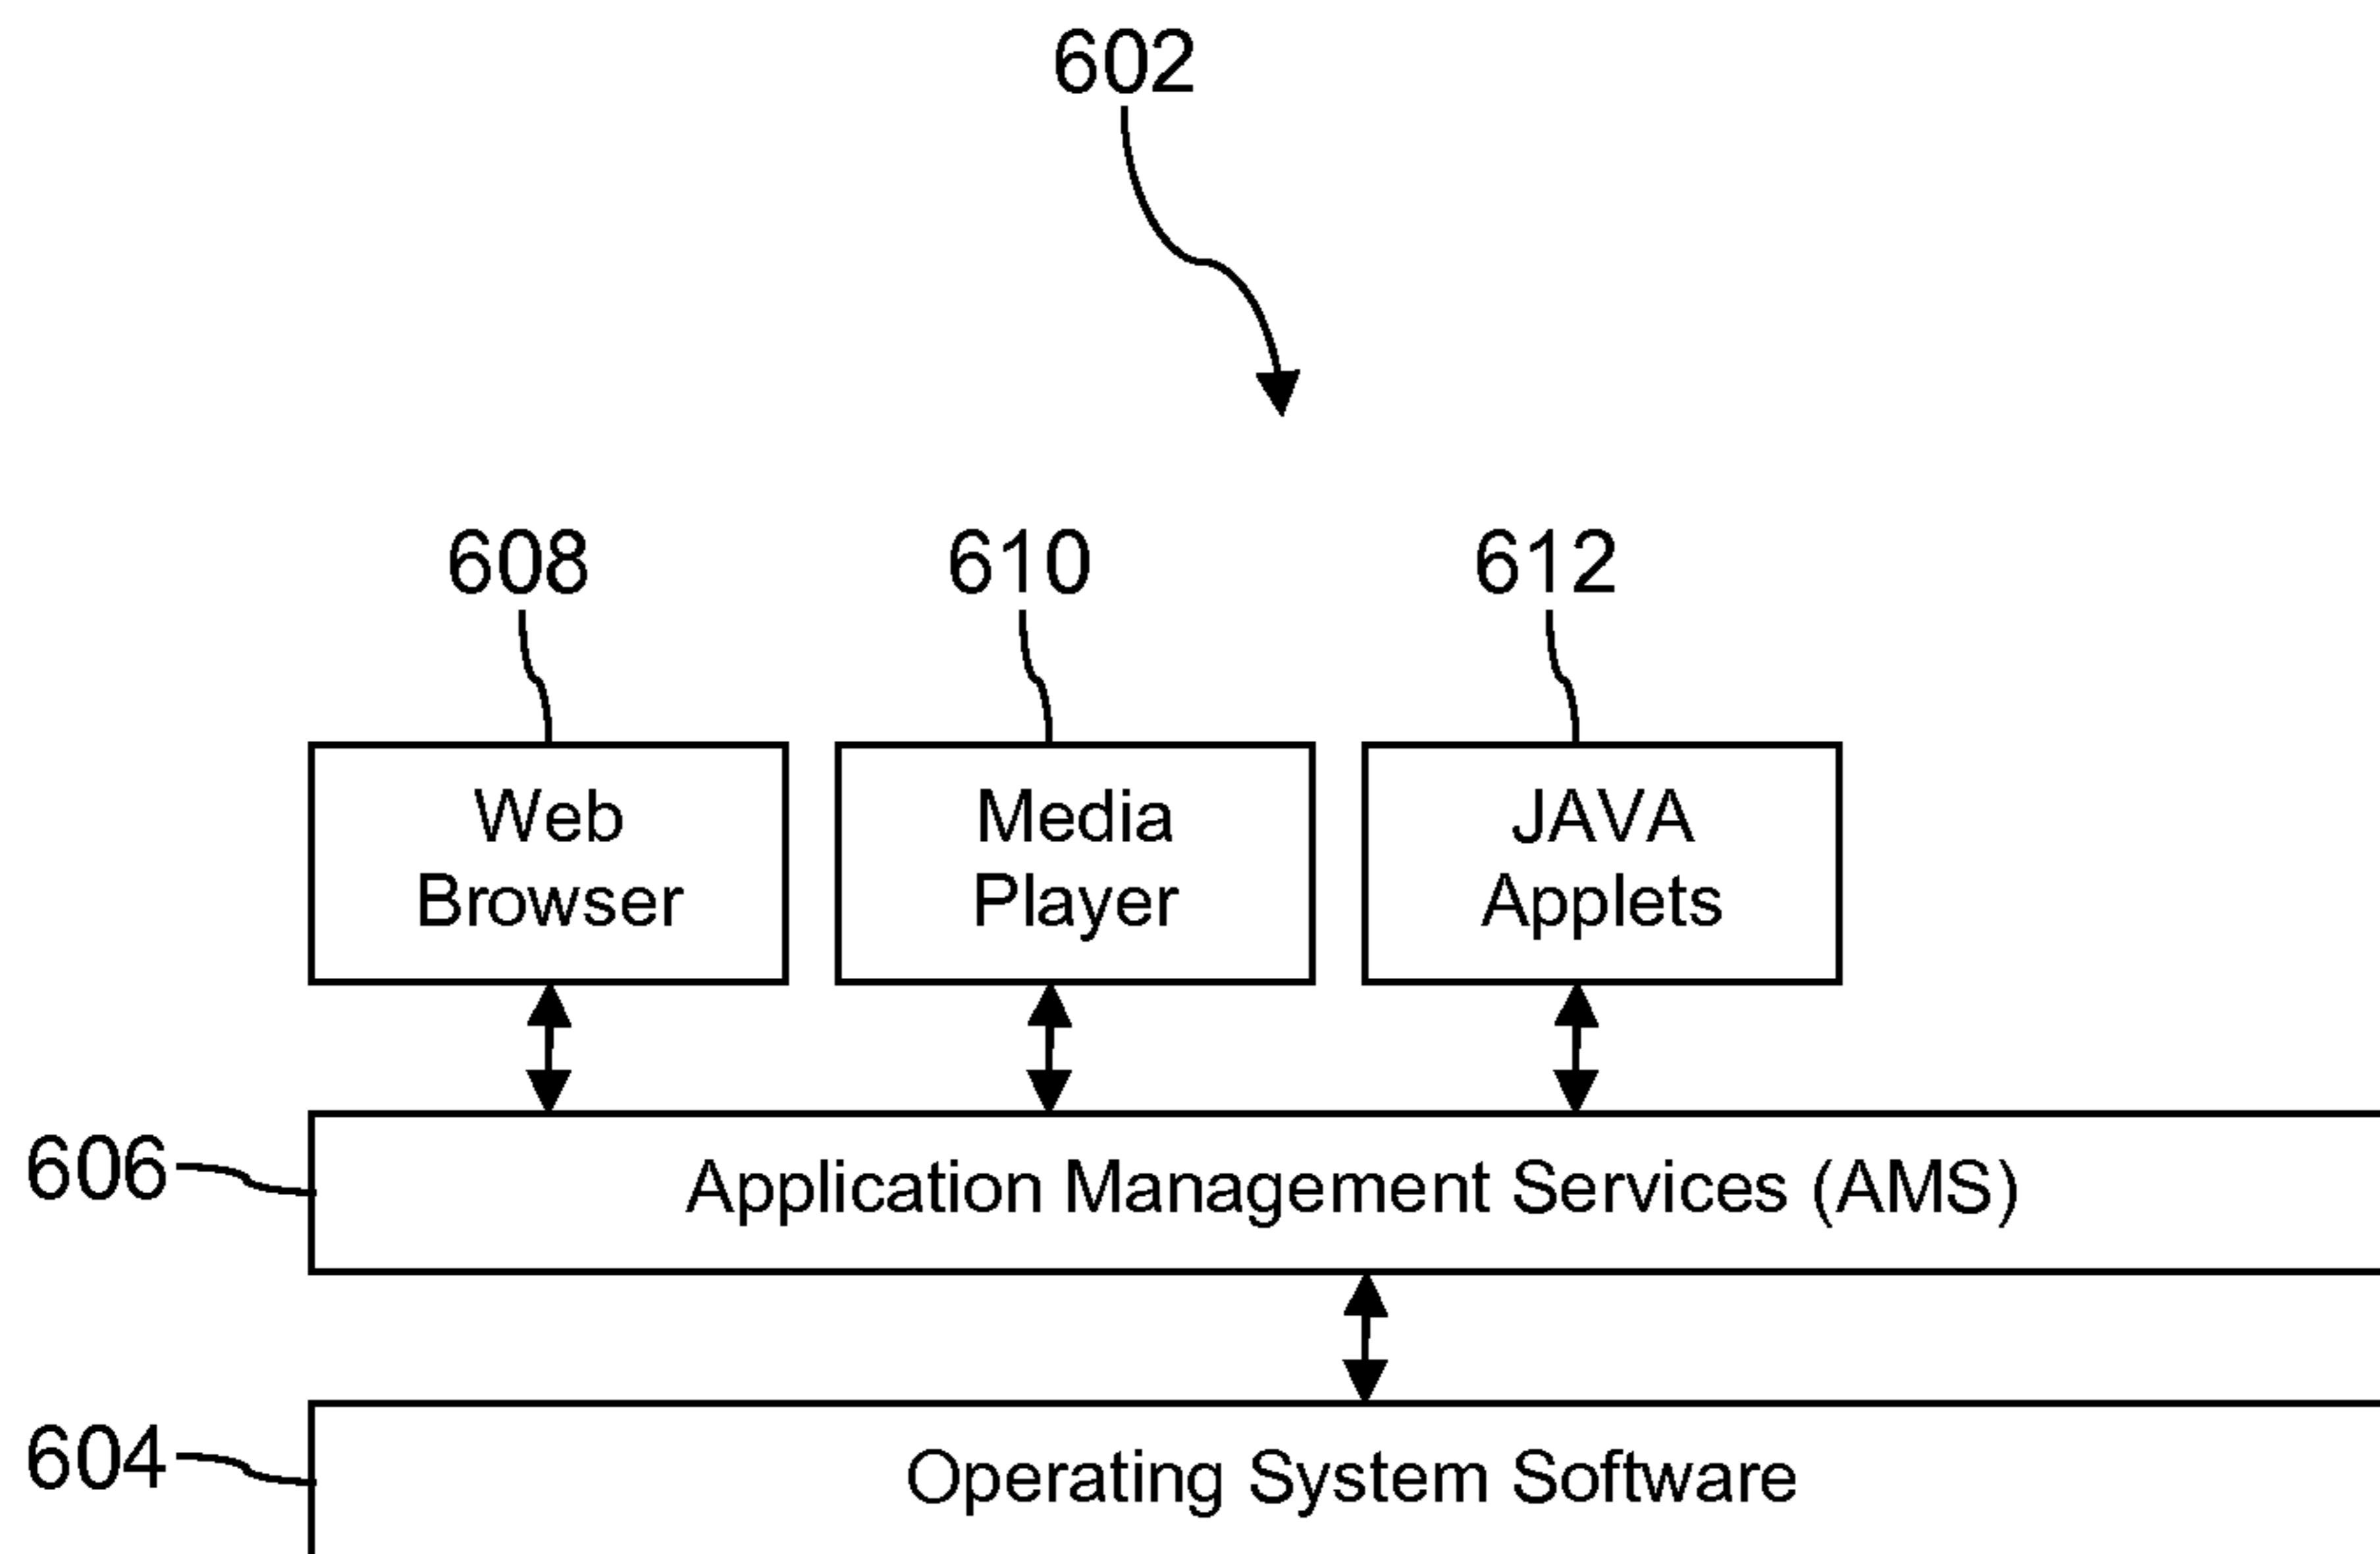 602
608
610
612
Web
Browser
Media
Player
JAVA
Applets
606
Application Management Services (AMS)
604
Operating System Software